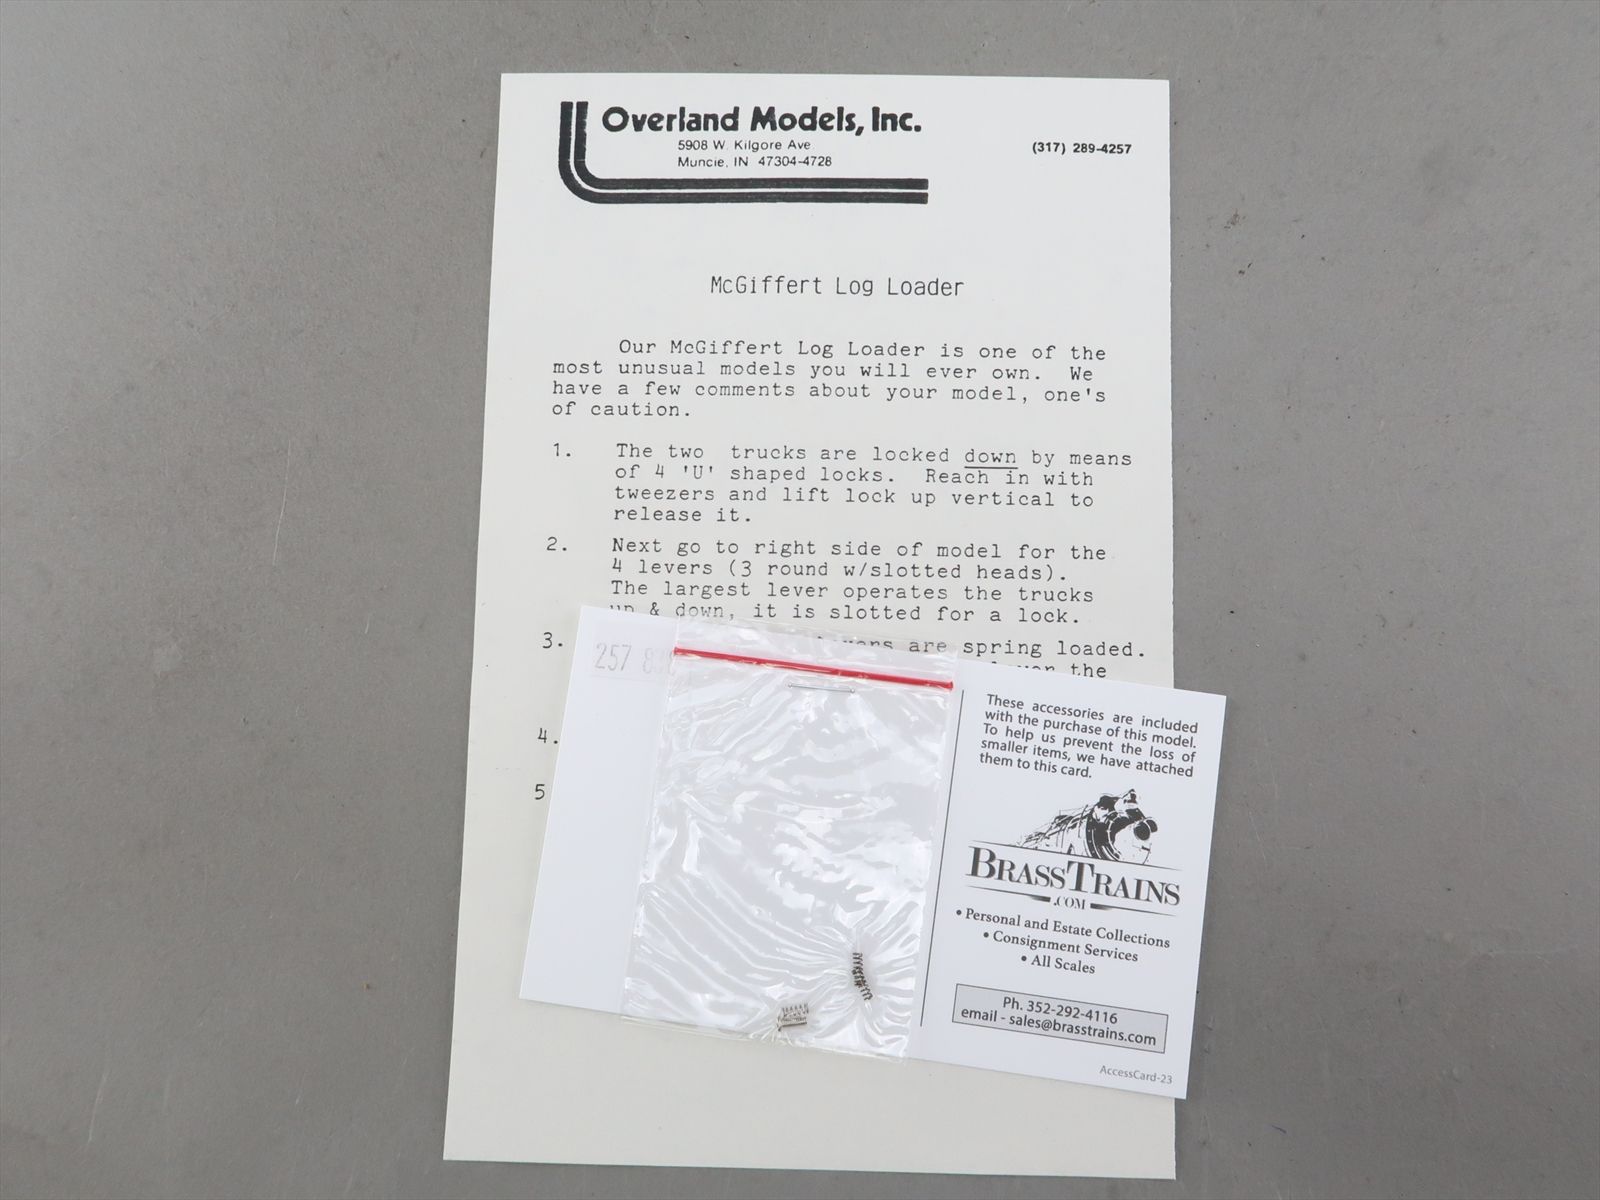 Overland Models, Inc.
5908 W. Kilgore Ave.
Muncie, IN 47304-4728
(317) 289-4257
McGiffert Log Loader
Our McGiffert Log Loader is one of the
most unusual models you will ever own. We
have a few comments about your model, one's
of caution.
1. The two trucks are locked down by means
of 4 'U' shaped locks. Reach in with
tweezers and lift lock up vertical to
release it.
2. Next go to right side of model for the
4 levers (3 round w/slotted heads).
The largest lever operates the trucks
up & down, it is slotted for a lock.
3. are spring loaded.
the
4.
5
257
These accessories are included
with the purchase of this model.
To help us prevent the loss of
smaller items, we have attached
them to this card.
BRASSTRAINS
.COM
• Personal and Estate Collections
• Consignment Services
• All Scales
Ph. 352-292-4116
email - sales@brasstrains.com
AccessCard-23